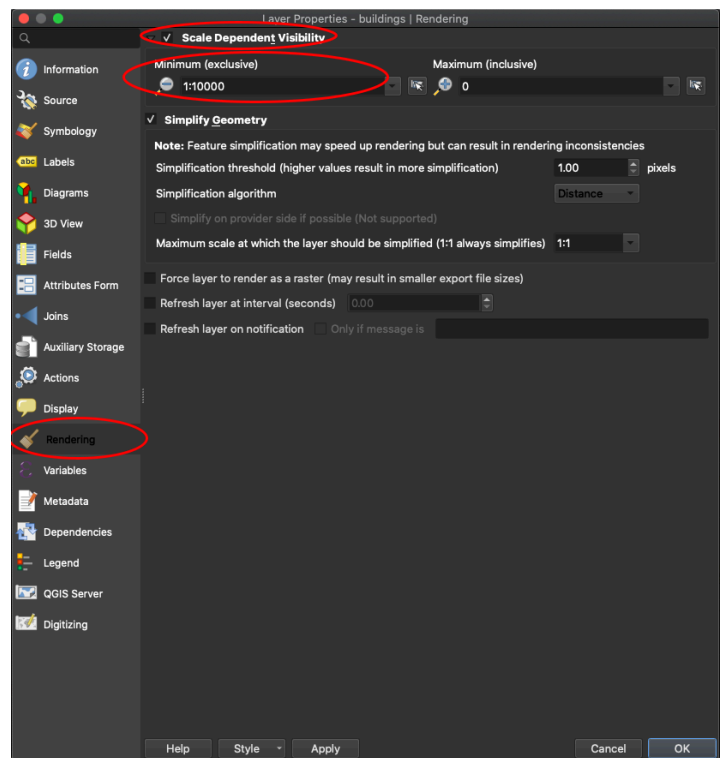 Layer Properties - buildings | Rendering
Scale Dependent Visibility
Minimum (exclusive)
Maximum (inclusive)
1:10000
0
Simplify Geometry
Note: Feature simplification may speed up rendering but can result in rendering inconsistencies
Simplification threshold (higher values result in more simplification)
1.00
pixels
Simplification algorithm
Distance
Simplify on provider side if possible (Not supported)
Maximum scale at which the layer should be simplified (1:1 always simplifies)
1:1
Force layer to render as a raster (may result in smaller export file sizes)
Refresh layer at interval (seconds)
0.00
Refresh layer on notification
Only if message is
Information
Source
Symbology
abc
Labels
Diagrams
3D View
Fields
Attributes Form
Joins
Auxiliary Storage
Actions
Display
Rendering
Variables
Metadata
Dependencies
Legend
QGIS Server
Digitizing
Help
Style
Apply
Cancel
OK